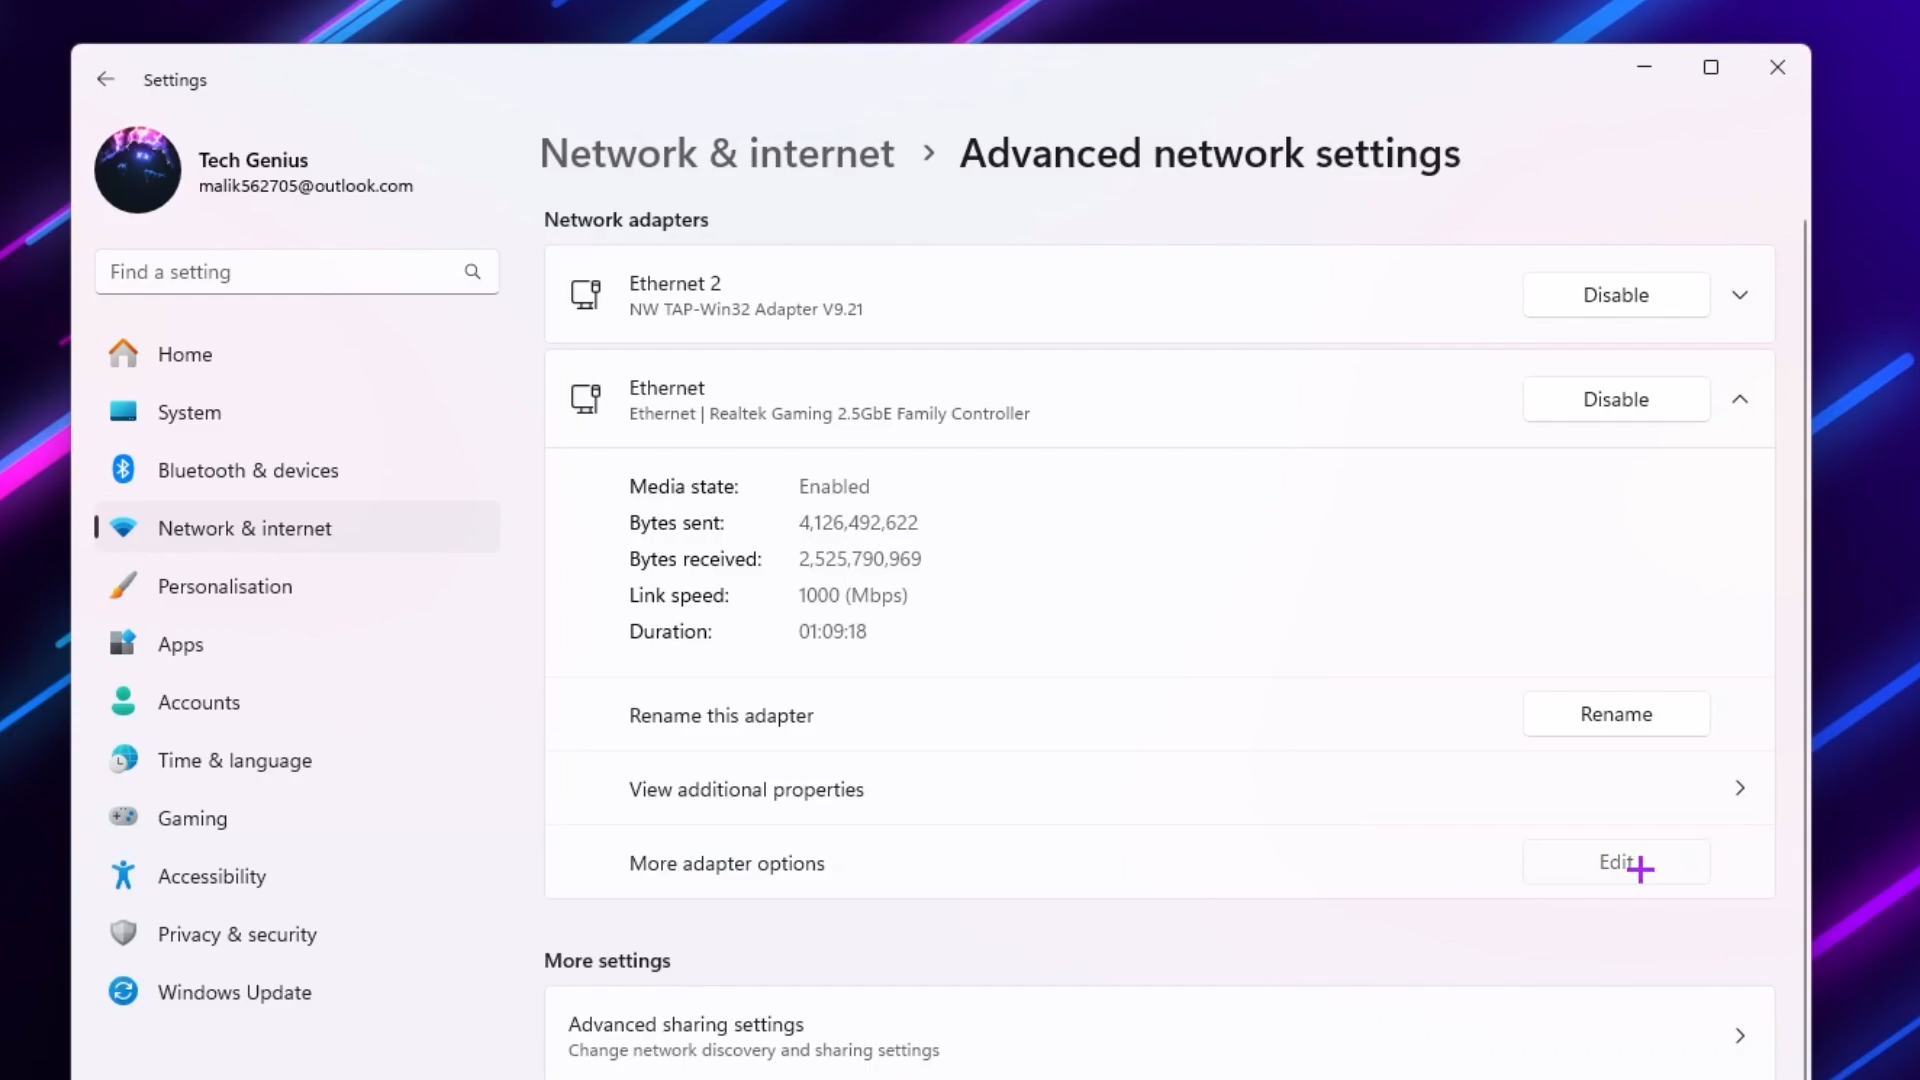 Settings
Tech Genius
malik562705@outlook.com
Find a setting
Home
System
Bluetooth & devices
Network & internet
Personalisation
Apps
Accounts
Time & language
Gaming
Accessibility
Privacy & security
Windows Update
Network & internet > Advanced network settings
Network adapters
Ethernet 2
NW TAP-Win32 Adapter V9.21
Disable
Ethernet
Ethernet | Realtek Gaming 2.5GbE Family Controller
Disable
Media state: Enabled
Bytes sent: 4,126,492,622
Bytes received: 2,525,790,969
Link speed: 1000 (Mbps)
Duration: 01:09:18
Rename this adapter Rename
View additional properties
More adapter options Edit
More settings
Advanced sharing settings
Change network discovery and sharing settings